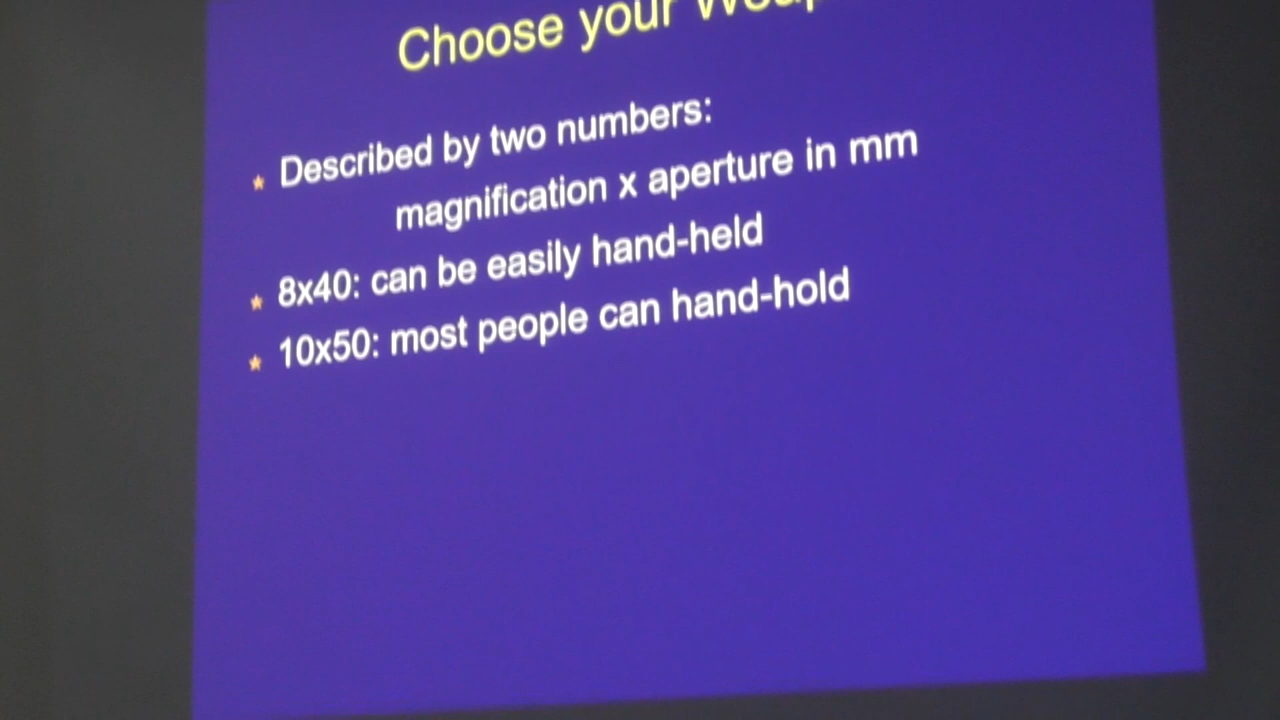 Choose your
Described by two numbers:
magnification x aperture in mm
8x40: can be easily hand-held
10x50: most people can hand-hold